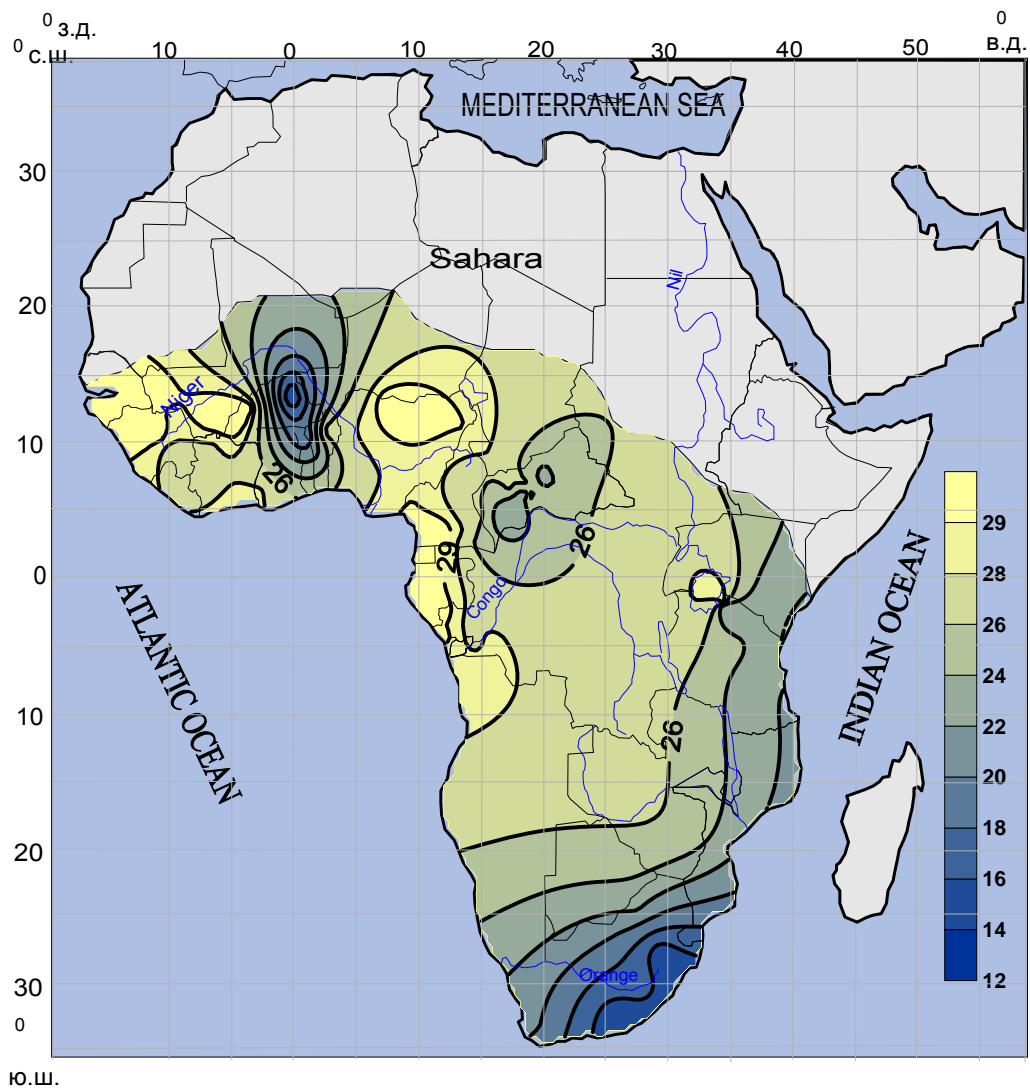 0 з.д.
0
0 с.ш.
10 0 10 20 30 40 50
в.д.
MEDITERRANEAN SEA
30
Sahara
Nil
20
Niger
10
26
29
28
26
24
22
20
18
16
14
12
29
26
0
Congo
ATLANTIC OCEAN
INDIAN OCEAN
10
26
20
30
Orange
0
ю.ш.